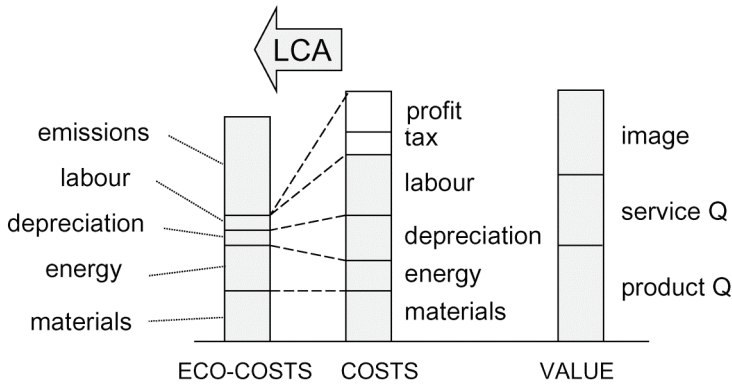 LCA
emissions
labour
depreciation
energy
materials
profit
tax
labour
depreciation
energy
materials
image
service Q
product Q
ECO-COSTS
COSTS
VALUE